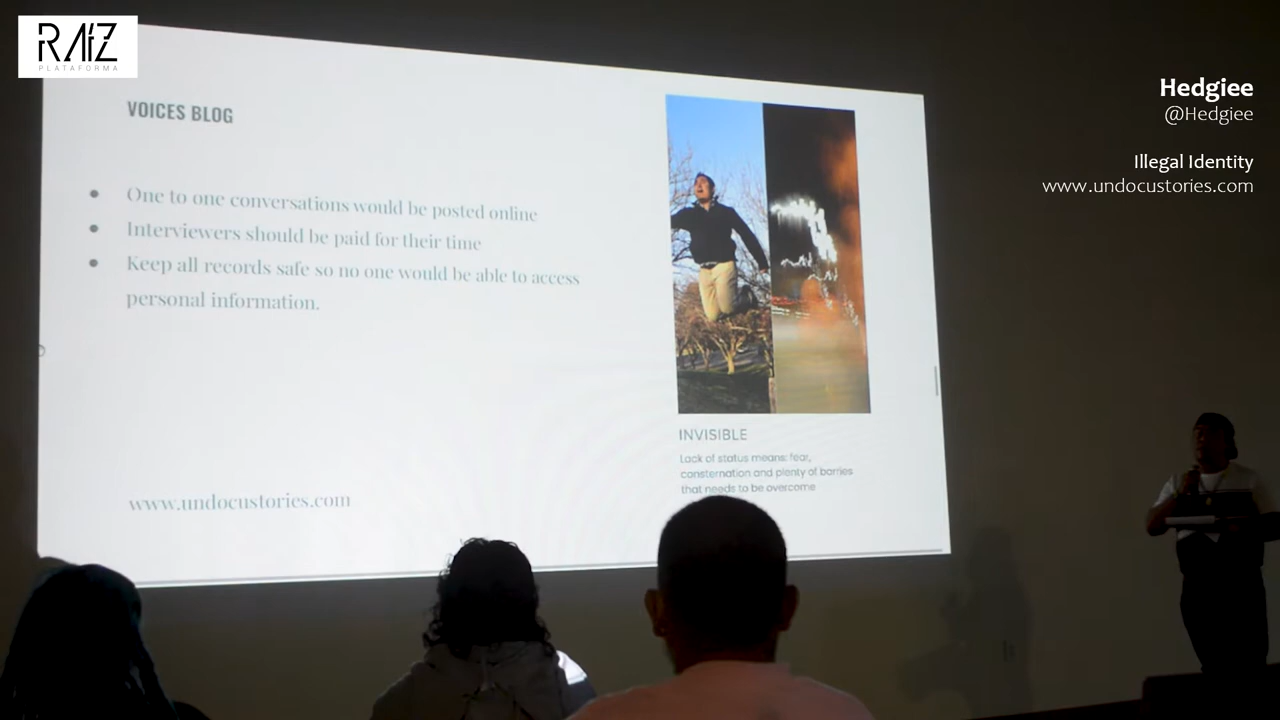 RAIZ
PLATAFORMA
Hedgiee
@Hedgiee
Illegal Identity
www.undocustories.com
VOICES BLOG
One to one conversations would be posted online
Interviewers should be paid for their time
Keep all records safe so no one would be able to access
personal information.
www.undocustories.com
INVISIBLE
Lack of status means: fear,
consternation and plenty of barries
that needs to be overcome